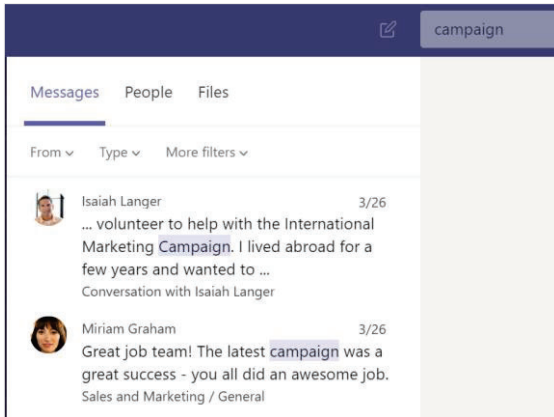 campaign
Messages People Files
From Type More filters
Isaiah Langer 3/26
... volunteer to help with the International
Marketing Campaign. I lived abroad for a
few years and wanted to ...
Conversation with Isaiah Langer
Miriam Graham 3/26
Great job team! The latest campaign was a
great success - you all did an awesome job.
Sales and Marketing / General